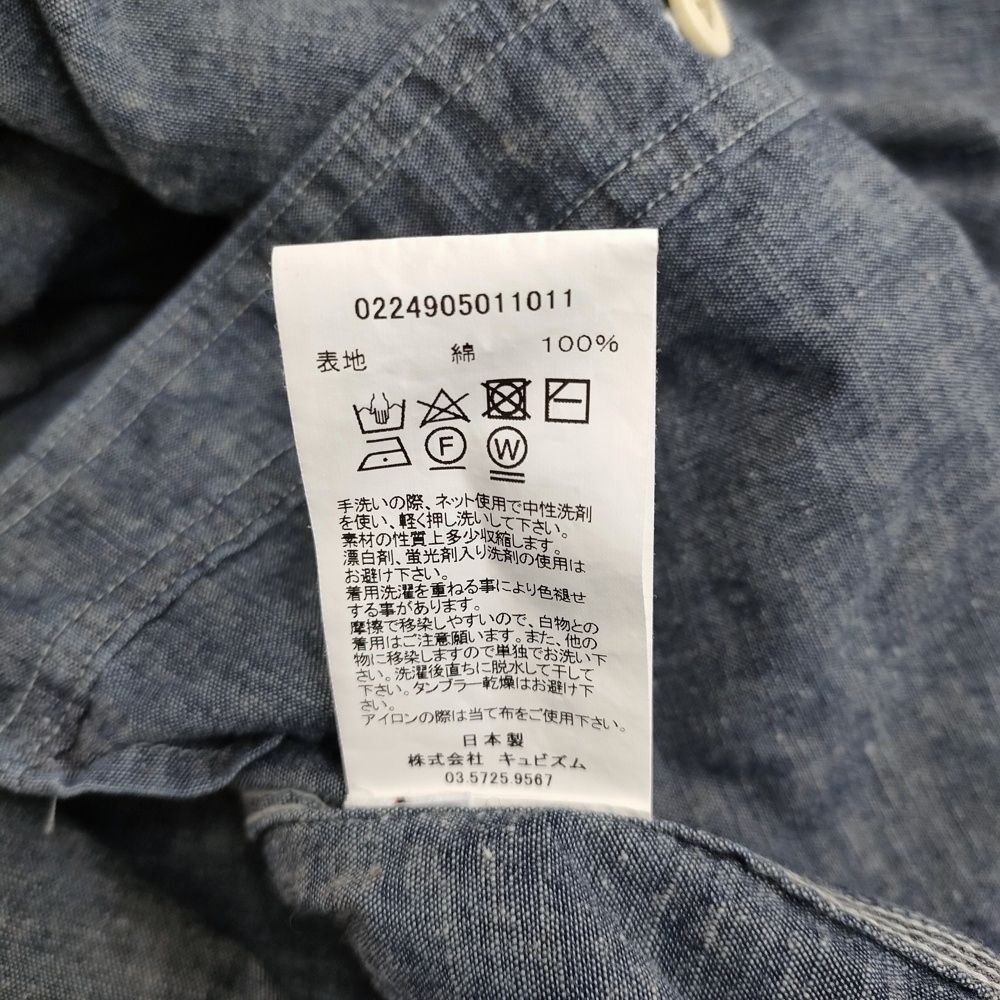 0224905011011
表地 綿 100%
F W
手洗いの際、ネット使用で中性洗剤
を使い、軽く押し洗いして下さい。
素材の性質上多少収縮します。
漂白剤、蛍光剤入り洗剤の使用は
お避け下さい。
着用洗濯を重ねる事により色褪せ
する事があります。
摩擦で移染しやすいので、白物との
着用はご注意願います。また、他の
物に移染しますので単独でお洗い下
さい。洗濯後直ちに脱水して干して
下さい。タンブラー乾燥はお避け下
さい。
アイロンの際は当て布をご使用下さい。
日本製
株式会社 キュビズム
03.5725.9567